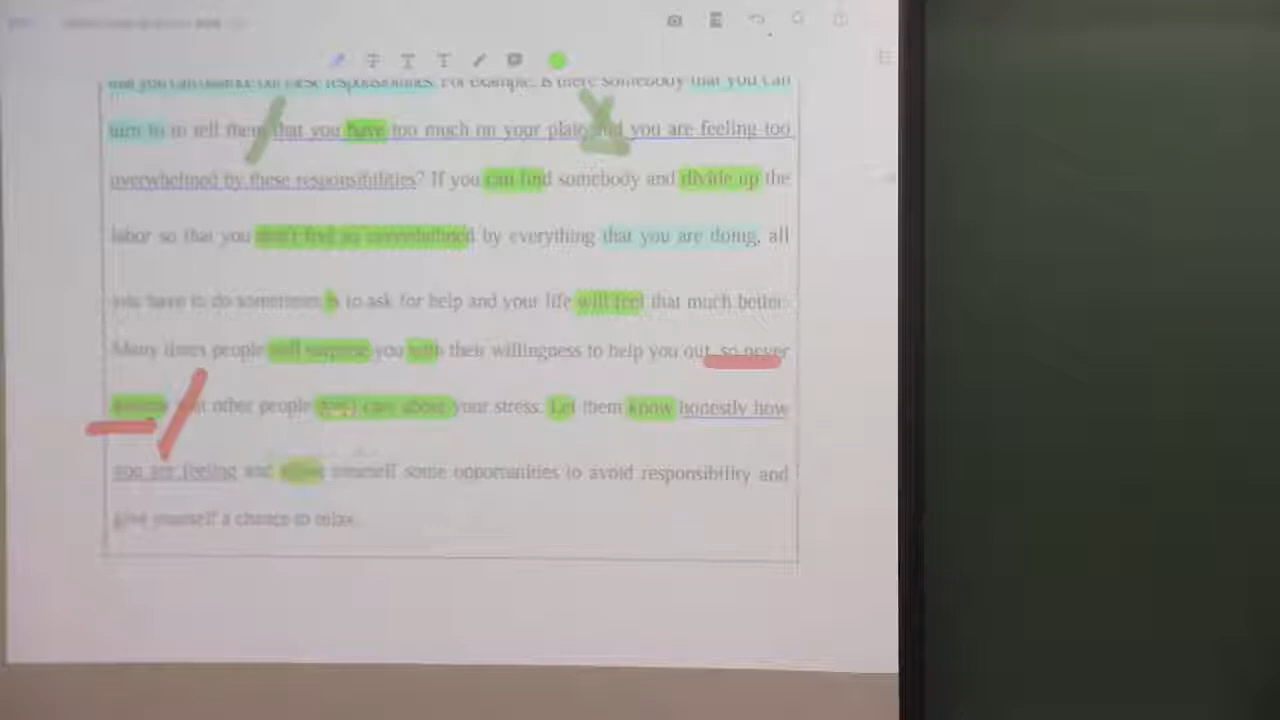 that you can balance out these responsibilities. For example, is there somebody that you can
turn to to tell them that you have too much on your plate and you are feeling too
overwhelmed by these responsibilities? If you can find somebody and divide up the
labor so that you don't feel so overwhelmed by everything that you are doing, all
you have to do sometimes is to ask for help and your life will feel that much better.
Many times people will surprise you with their willingness to help you out, so never
that other people don't care about your stress. Let them know honestly how
you are feeling and yourself some opportunities to avoid responsibility and
give yourself a chance to relax.